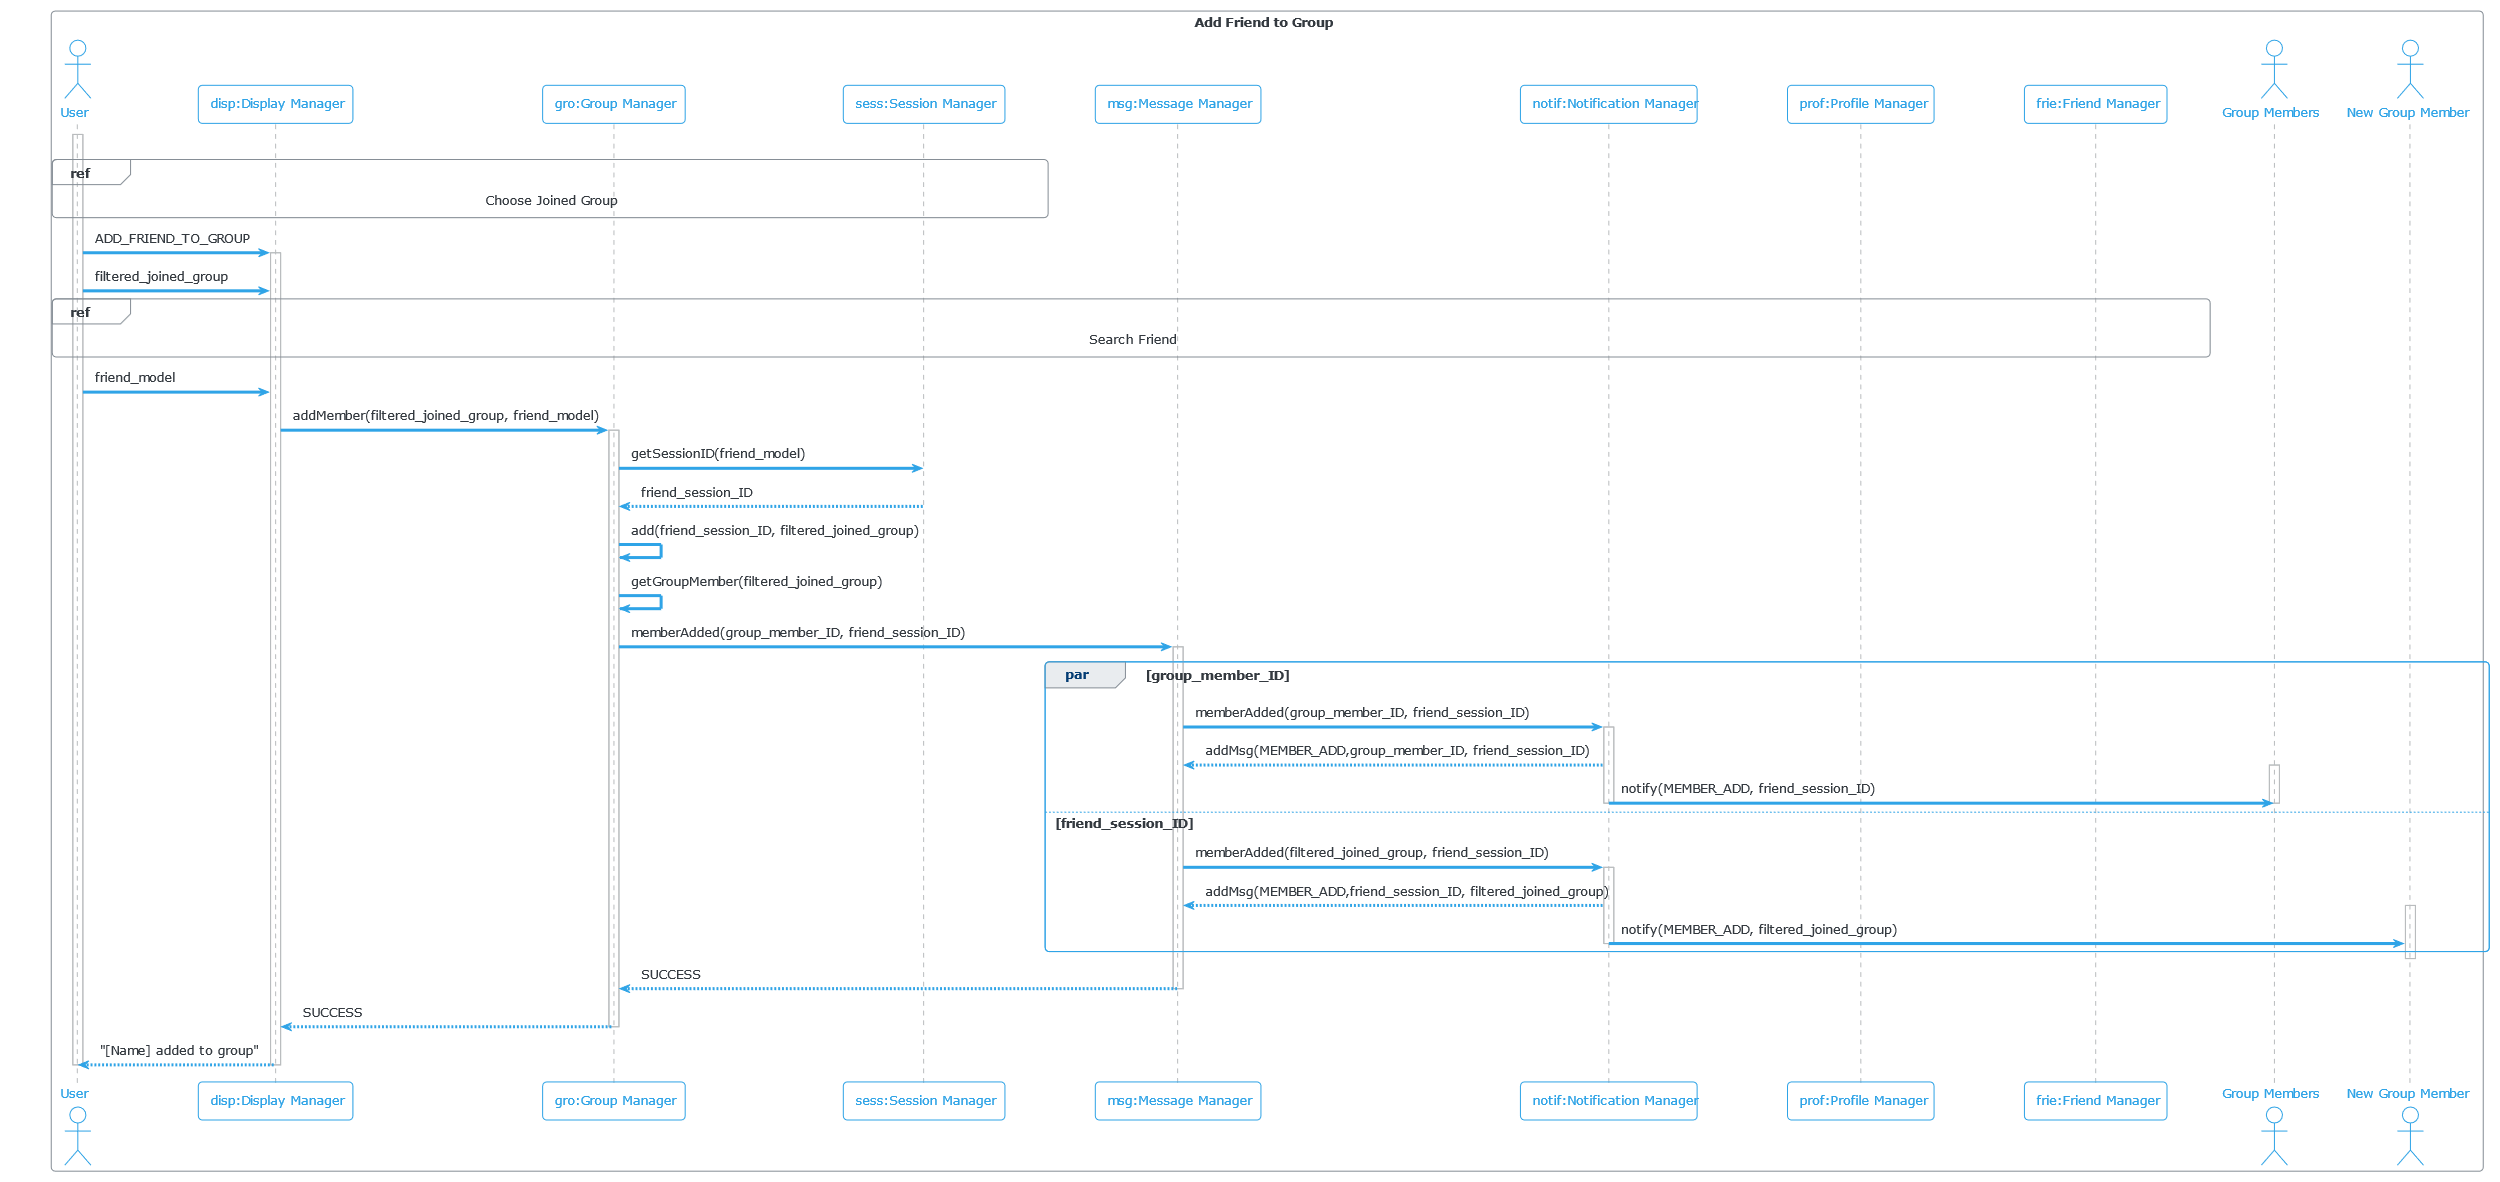 Add Friend to Group
User
disp:Display Manager
gro:Group Manager
sess:Session Manager
msg:Message Manager
notif:Notification Manager
prof:Profile Manager
frie:Friend Manager
Group Members
New Group Member
ref
Choose Joined Group
ADD_FRIEND_TO_GROUP
filtered_joined_group
ref
Search Friend
friend_model
addMember(filtered_joined_group, friend_model)
getSessionID(friend_model)
friend_session_ID
add(friend_session_ID, filtered_joined_group)
getGroupMember(filtered_joined_group)
memberAdded(group_member_ID, friend_session_ID)
par
[group_member_ID]
memberAdded(group_member_ID, friend_session_ID)
addMsg(MEMBER_ADD,group_member_ID, friend_session_ID)
notify(MEMBER_ADD, friend_session_ID)
[friend_session_ID]
memberAdded(filtered_joined_group, friend_session_ID)
addMsg(MEMBER_ADD,friend_session_ID, filtered_joined_group)
notify(MEMBER_ADD, filtered_joined_group)
SUCCESS
SUCCESS
"[Name] added to group"
User
disp:Display Manager
gro:Group Manager
sess:Session Manager
msg:Message Manager
notif:Notification Manager
prof:Profile Manager
frie:Friend Manager
Group Members
New Group Member